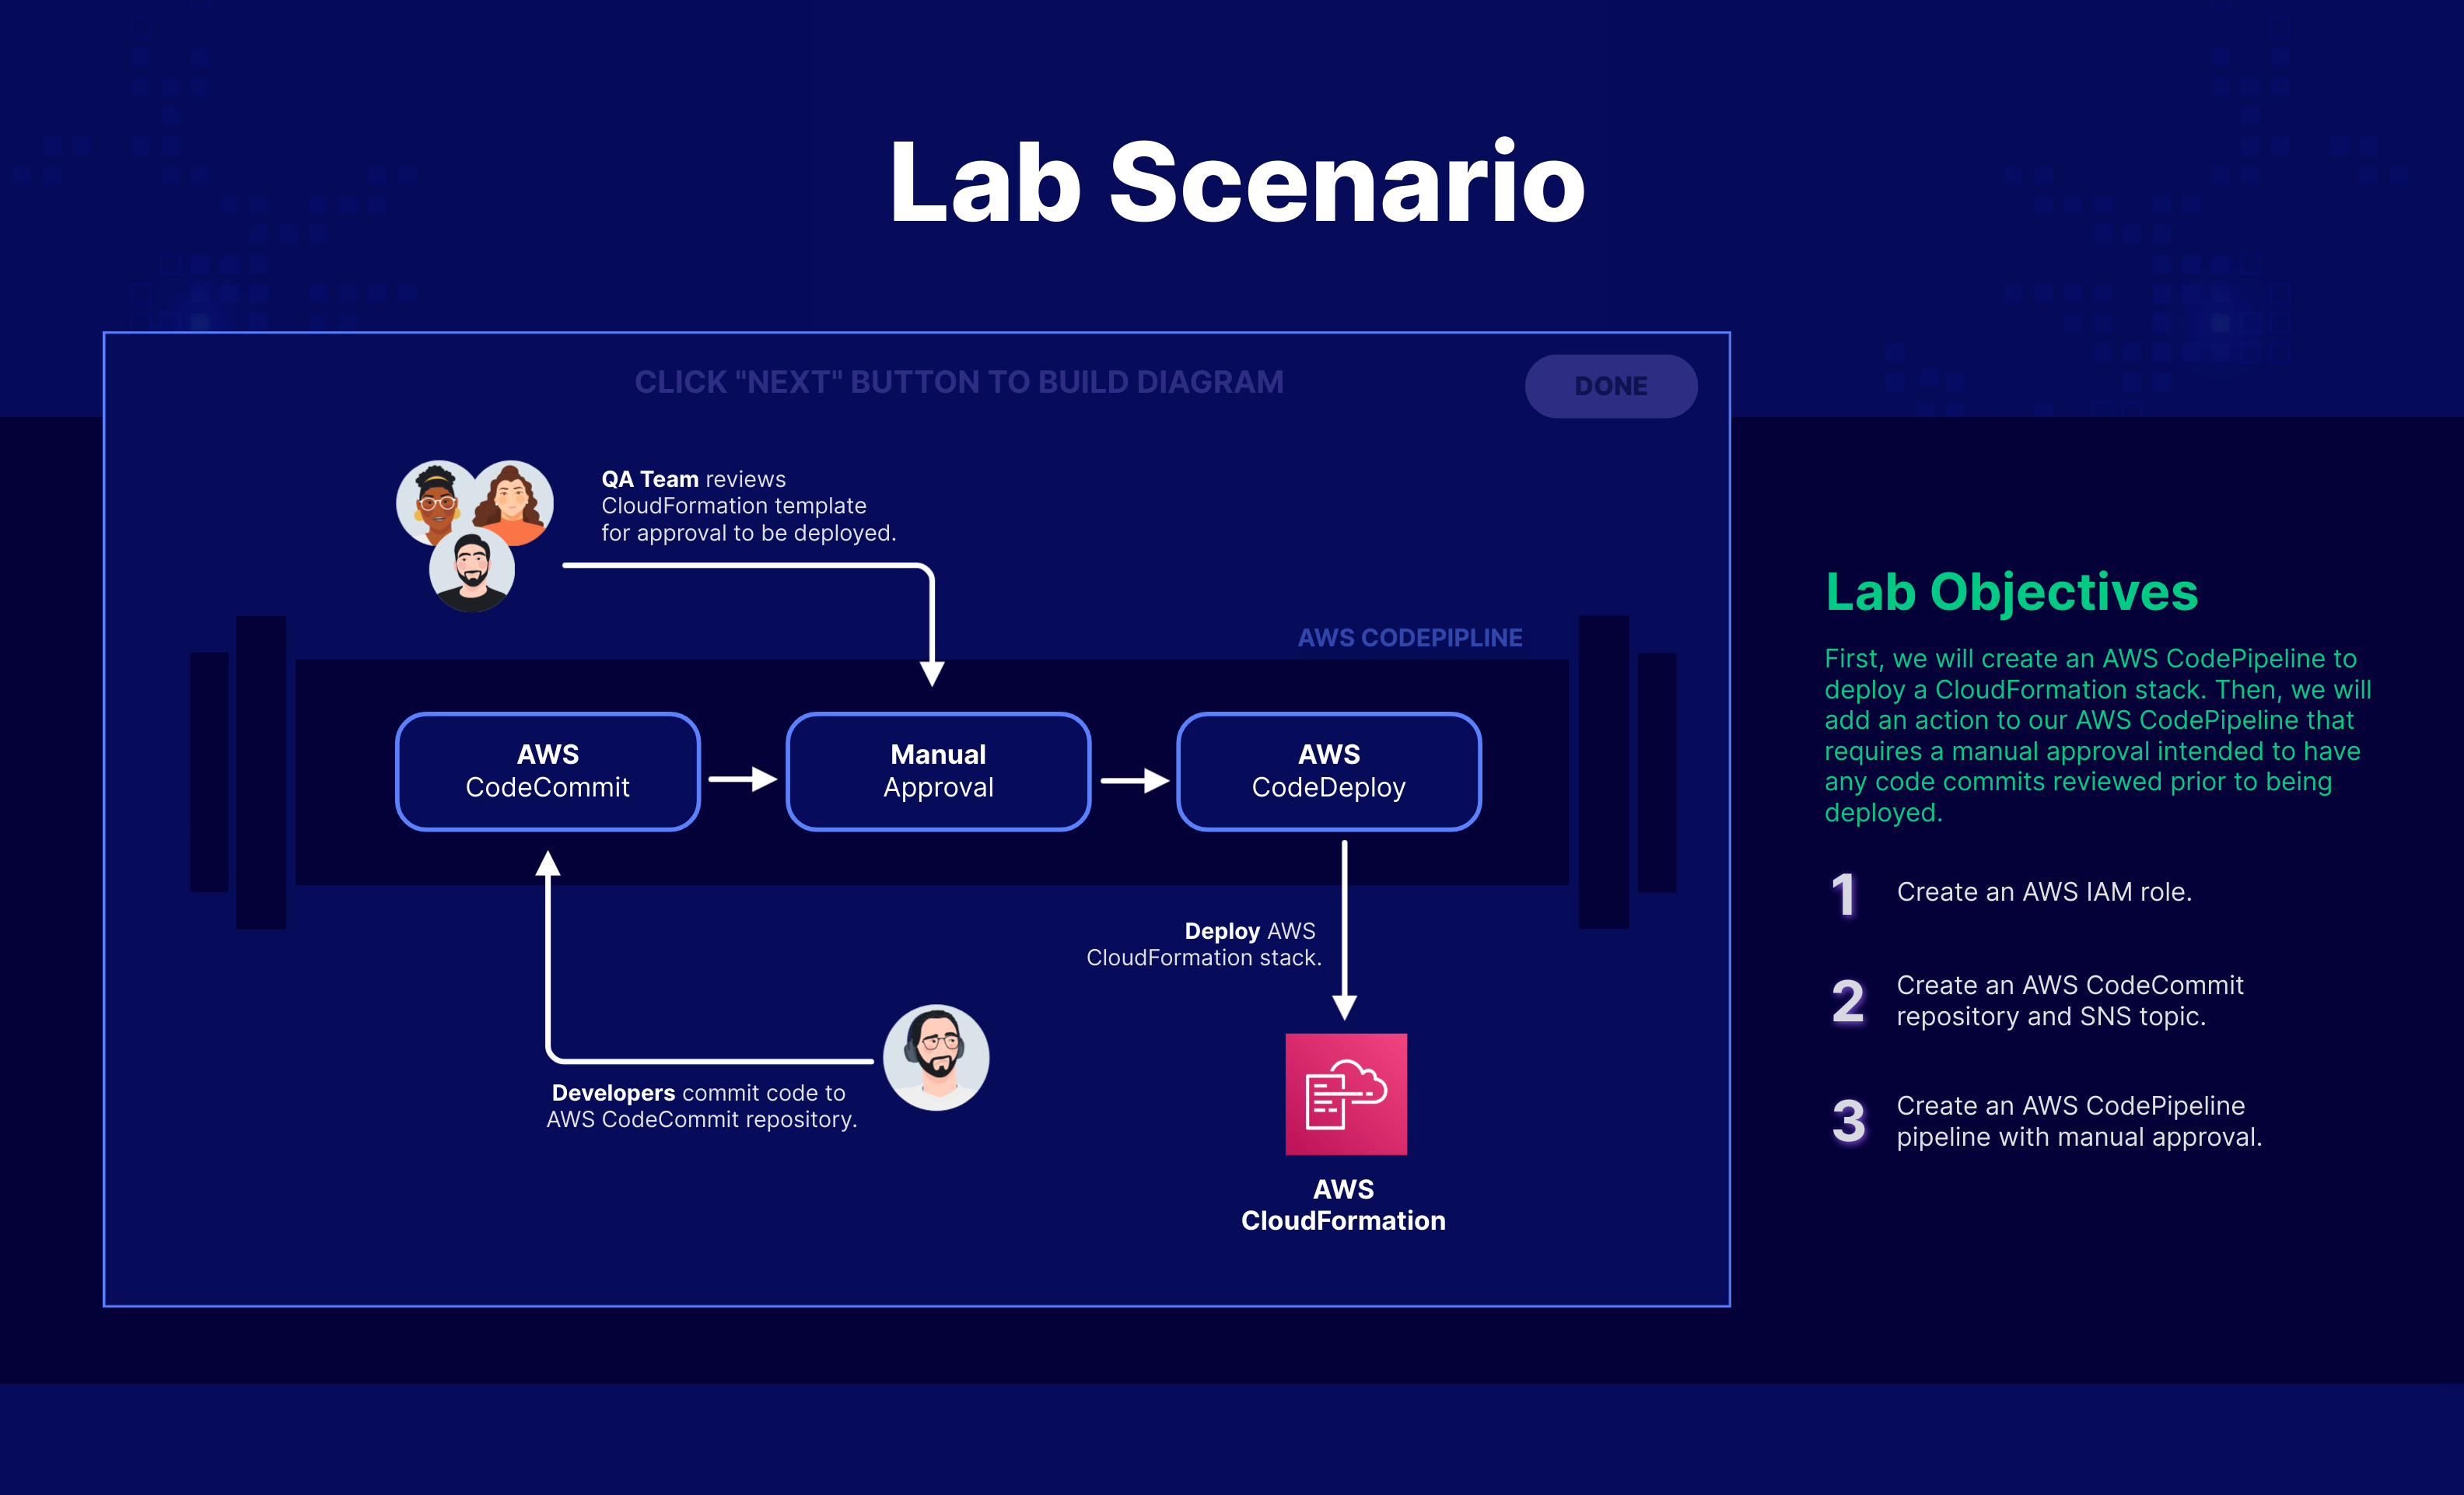 Lab Scenario
CLICK "NEXT" BUTTON TO BUILD DIAGRAM
DONE
QA Team reviews
CloudFormation template
for approval to be deployed.
AWS CODEPIPLINE
AWS
CodeCommit
Manual
Approval
AWS
CodeDeploy
Deploy AWS
CloudFormation stack.
Developers commit code to
AWS CodeCommit repository.
AWS
CloudFormation
Lab Objectives
First, we will create an AWS CodePipeline to
deploy a CloudFormation stack. Then, we will
add an action to our AWS CodePipeline that
requires a manual approval intended to have
any code commits reviewed prior to being
deployed.
1 Create an AWS IAM role.
2 Create an AWS CodeCommit
repository and SNS topic.
3 Create an AWS CodePipeline
pipeline with manual approval.